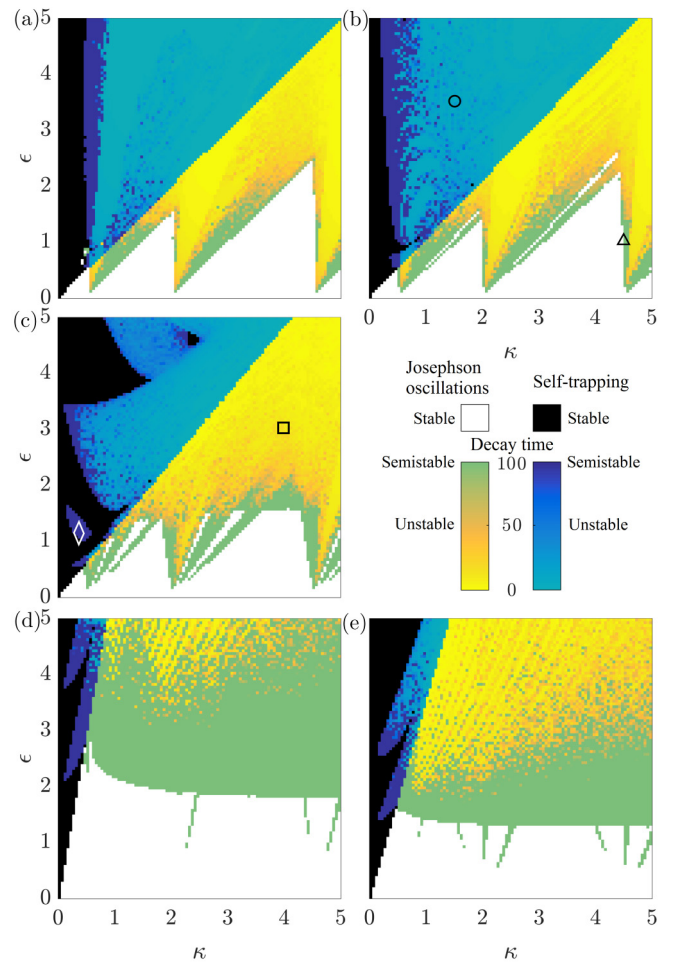 (a)
(b)
5
4
3
ϵ
2
1
0
0 1 2 3 4 5
κ
(c)
5
4
3
ϵ
2
1
0
Josephson
oscillations
Self-trapping
Stable
Stable
Decay time
Semistable
100
Semistable
Unstable
50
Unstable
0
(d)
(e)
5
4
3
ϵ
2
1
0
0 1 2 3 4 5
0 1 2 3 4 5
κ
κ